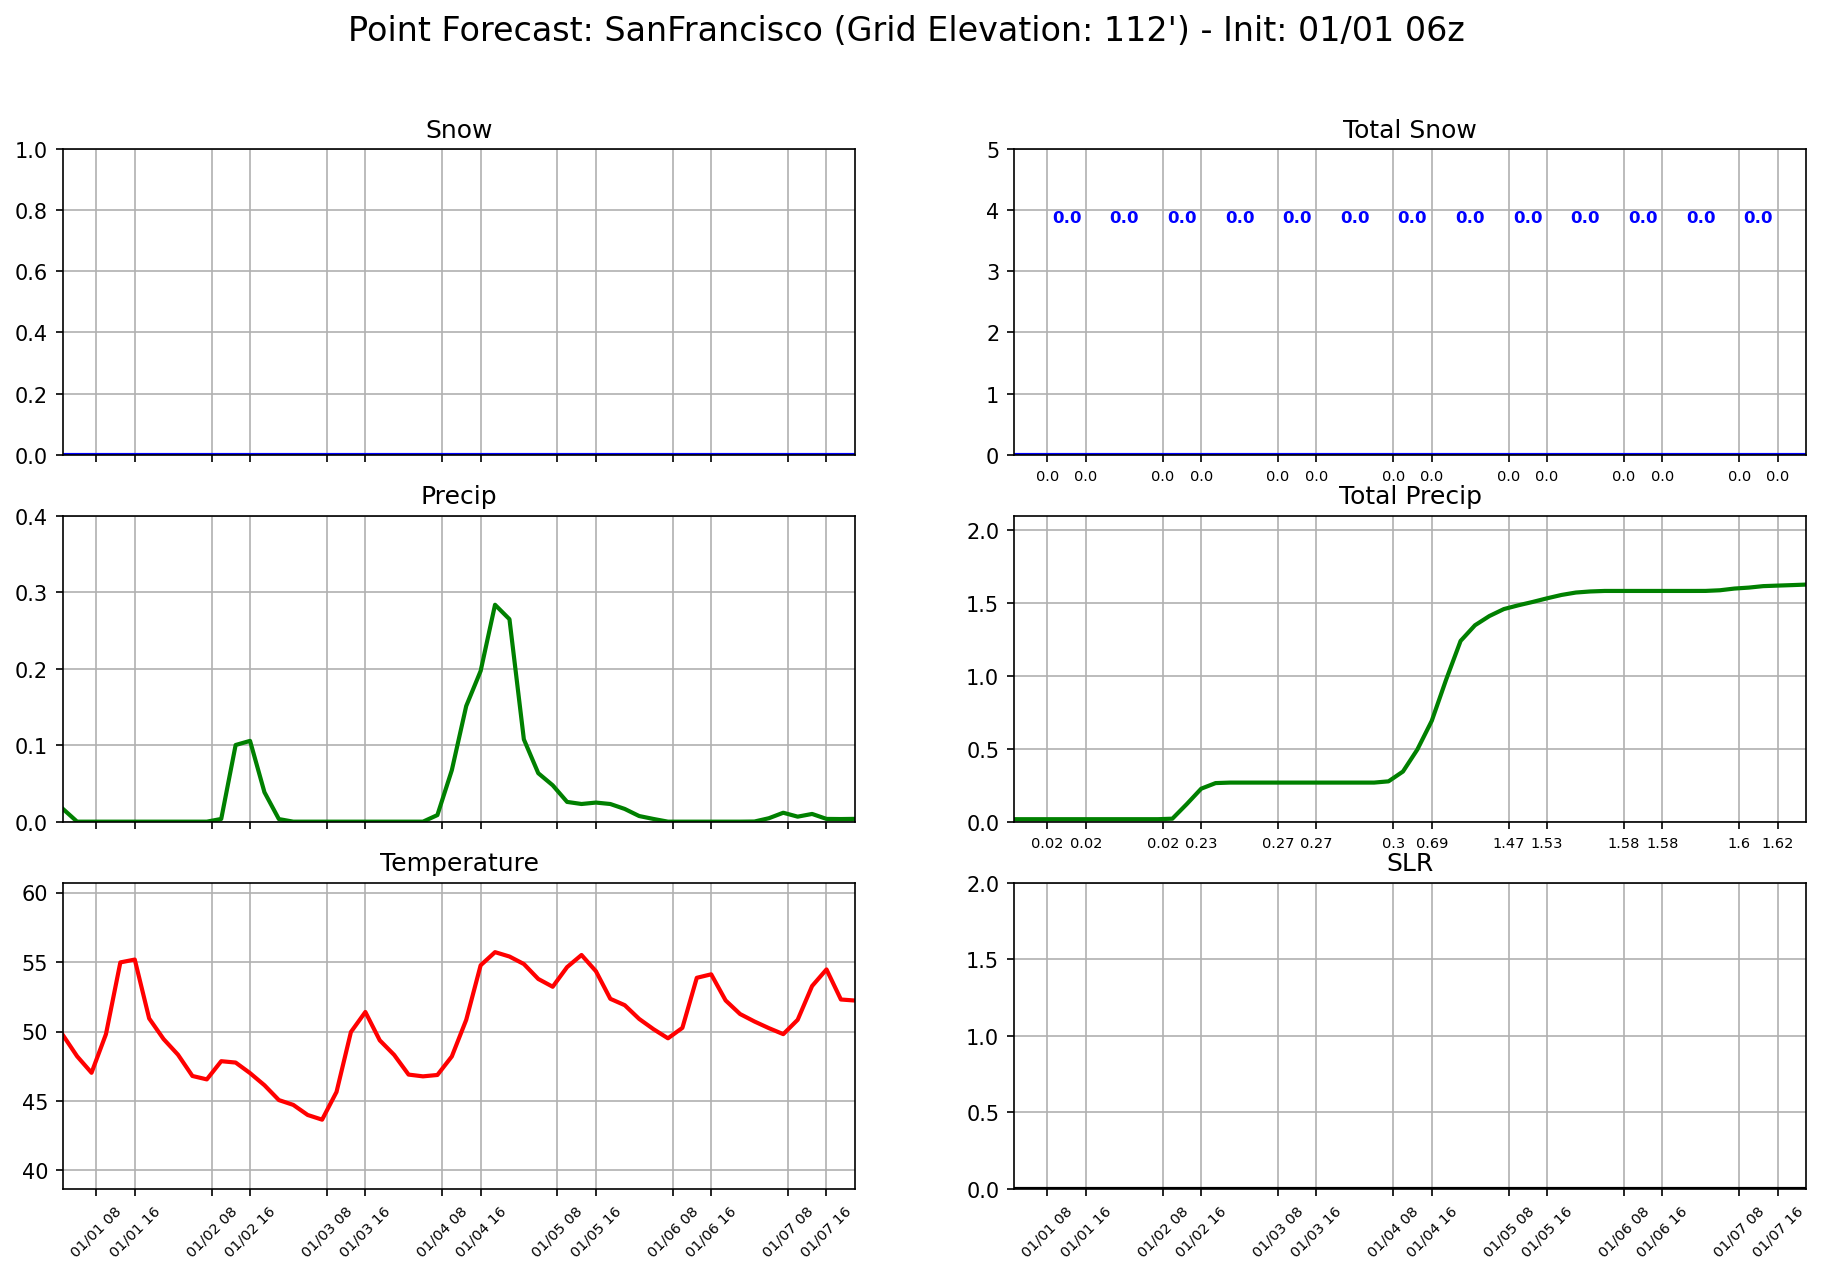 Point Forecast: SanFrancisco (Grid Elevation: 112') - Init: 01/01 06z
Snow
1.0
0.8
0.6
0.4
0.2
0.0
Total Snow
5
4
3
2
1
0
0.0 0.0 0.0 0.0 0.0 0.0 0.0 0.0 0.0 0.0 0.0 0.0 0.0
0.0 0.0 0.0 0.0 0.0 0.0 0.0 0.0 0.0 0.0 0.0 0.0 0.0 0.0
Precip
0.4
0.3
0.2
0.1
0.0
Total Precip
2.0
1.5
1.0
0.5
0.0
0.02 0.02 0.02 0.23 0.27 0.27 0.3 0.69 1.47 1.53 1.58 1.58 1.6 1.62
Temperature
60
55
50
45
40
01/01 08 01/01 16 01/02 08 01/02 16 01/03 08 01/03 16 01/04 08 01/04 16 01/05 08 01/05 16 01/06 08 01/06 16 01/07 08 01/07 16
SLR
2.0
1.5
1.0
0.5
0.0
01/01 08 01/01 16 01/02 08 01/02 16 01/03 08 01/03 16 01/04 08 01/04 16 01/05 08 01/05 16 01/06 08 01/06 16 01/07 08 01/07 16